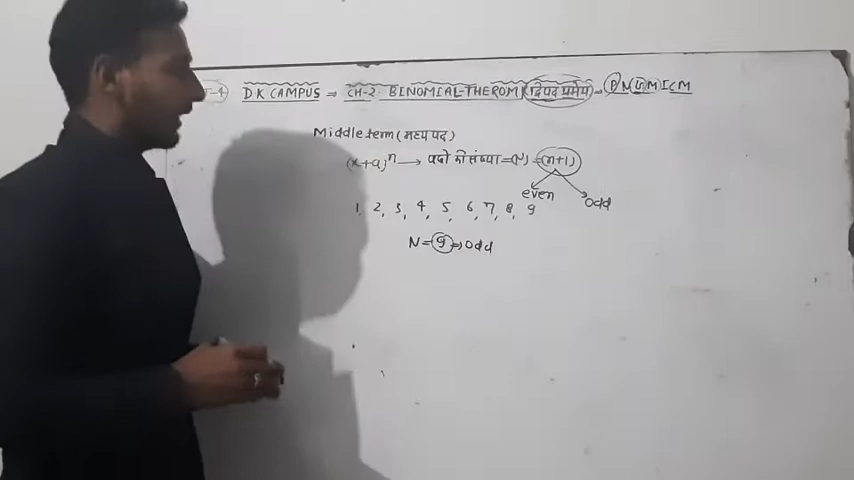 -4 DK CAMPUS ⇒ CH-2 BINOMIAL-THEROM (द्विपद प्रमेय)
Middle term (मध्य पद)
(x+a)^n → पदों की संख्या =(N) = (n+1)
even odd
1, 2, 3, 4, 5, 6, 7, 8, 9
N=9⇒odd